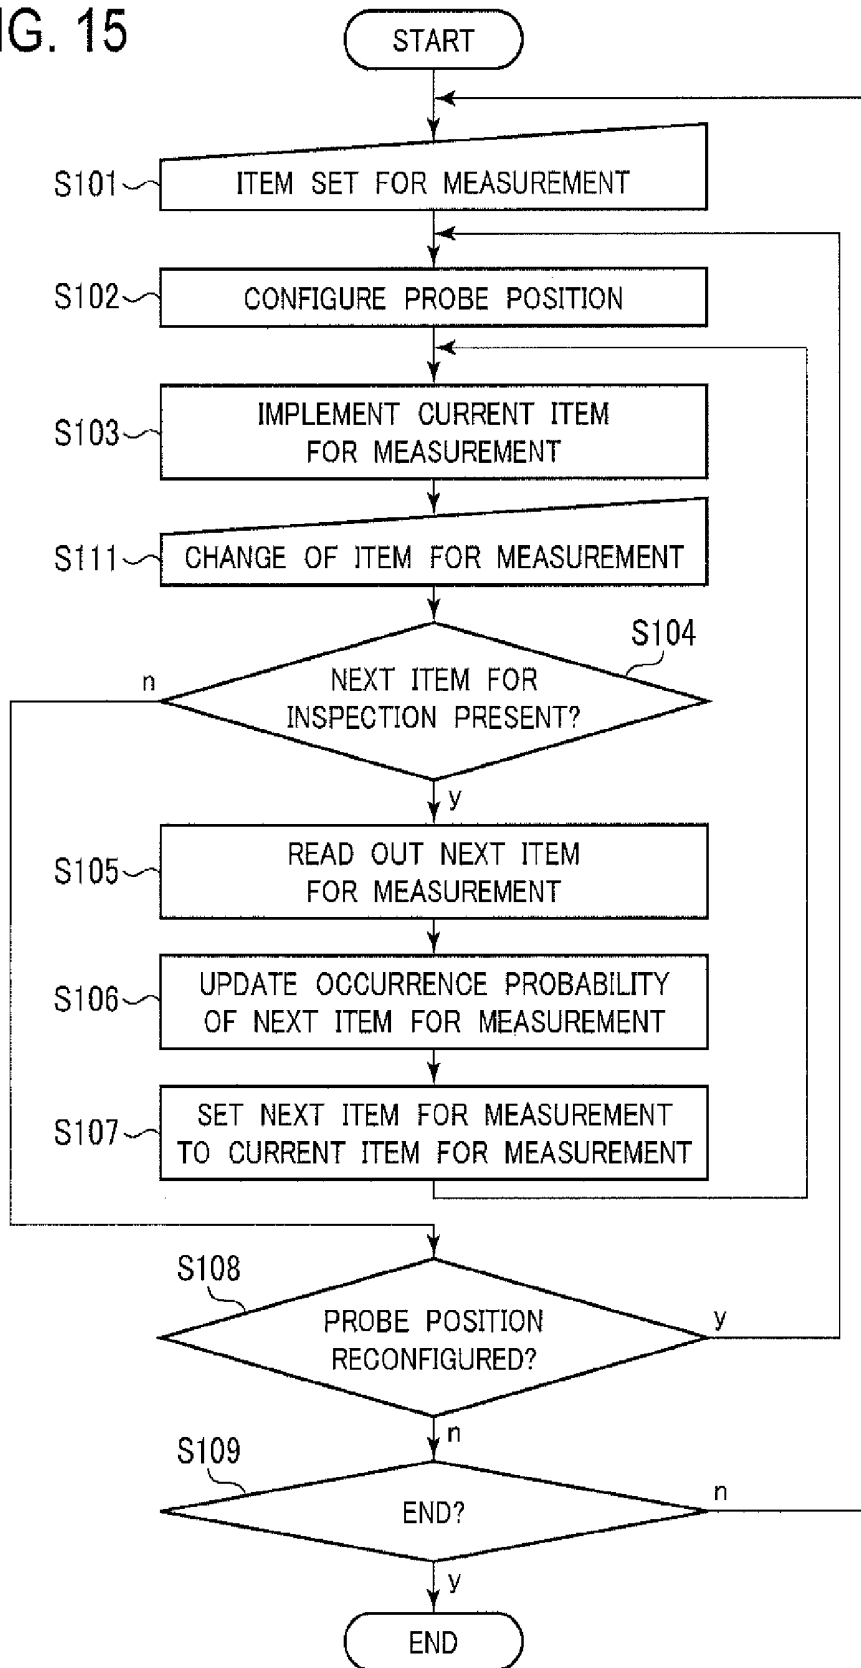 IG. 15
START
S101
ITEM SET FOR MEASUREMENT
S102
CONFIGURE PROBE POSITION
S103
IMPLEMENT CURRENT ITEM
FOR MEASUREMENT
S111
CHANGE OF ITEM FOR MEASUREMENT
S104
n
NEXT ITEM FOR
INSPECTION PRESENT?
y
S105
READ OUT NEXT ITEM
FOR MEASUREMENT
S106
UPDATE OCCURRENCE PROBABILITY
OF NEXT ITEM FOR MEASUREMENT
S107
SET NEXT ITEM FOR MEASUREMENT
TO CURRENT ITEM FOR MEASUREMENT
S108
PROBE POSITION
RECONFIGURED?
y
n
S109
END?
n
y
END